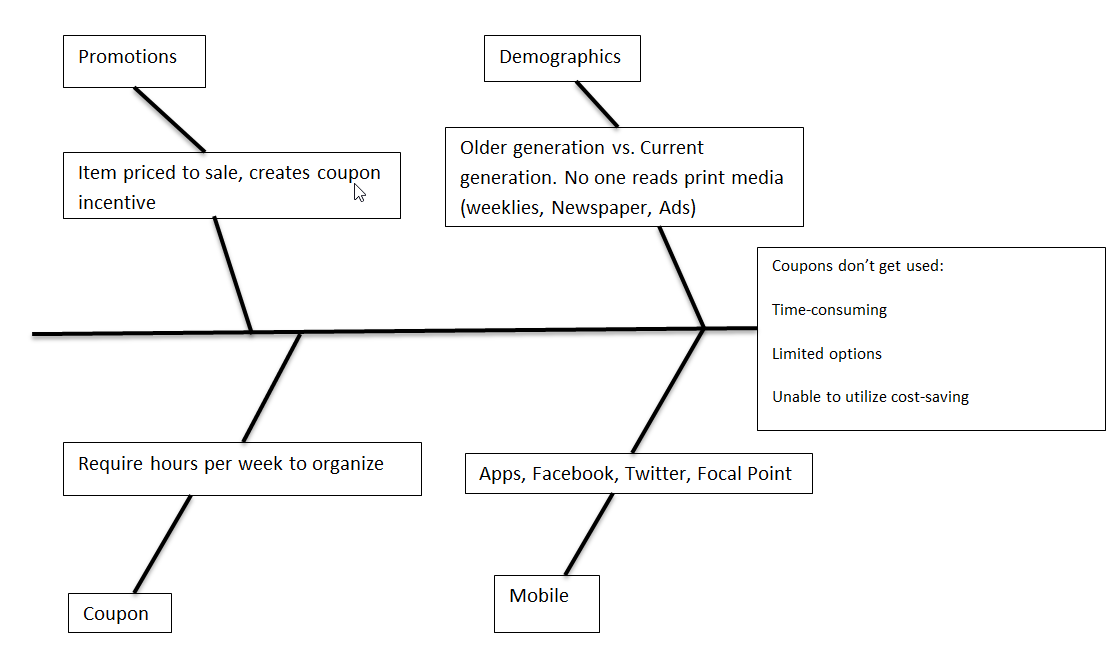 Promotions
Demographics
Item priced to sale, creates coupon
incentive
Older generation vs. Current
generation. No one reads print media
(weeklies, Newspaper, Ads)
Coupons don’t get used:
Time-consuming
Limited options
Unable to utilize cost-saving
Require hours per week to organize
Apps, Facebook, Twitter, Focal Point
Coupon
Mobile